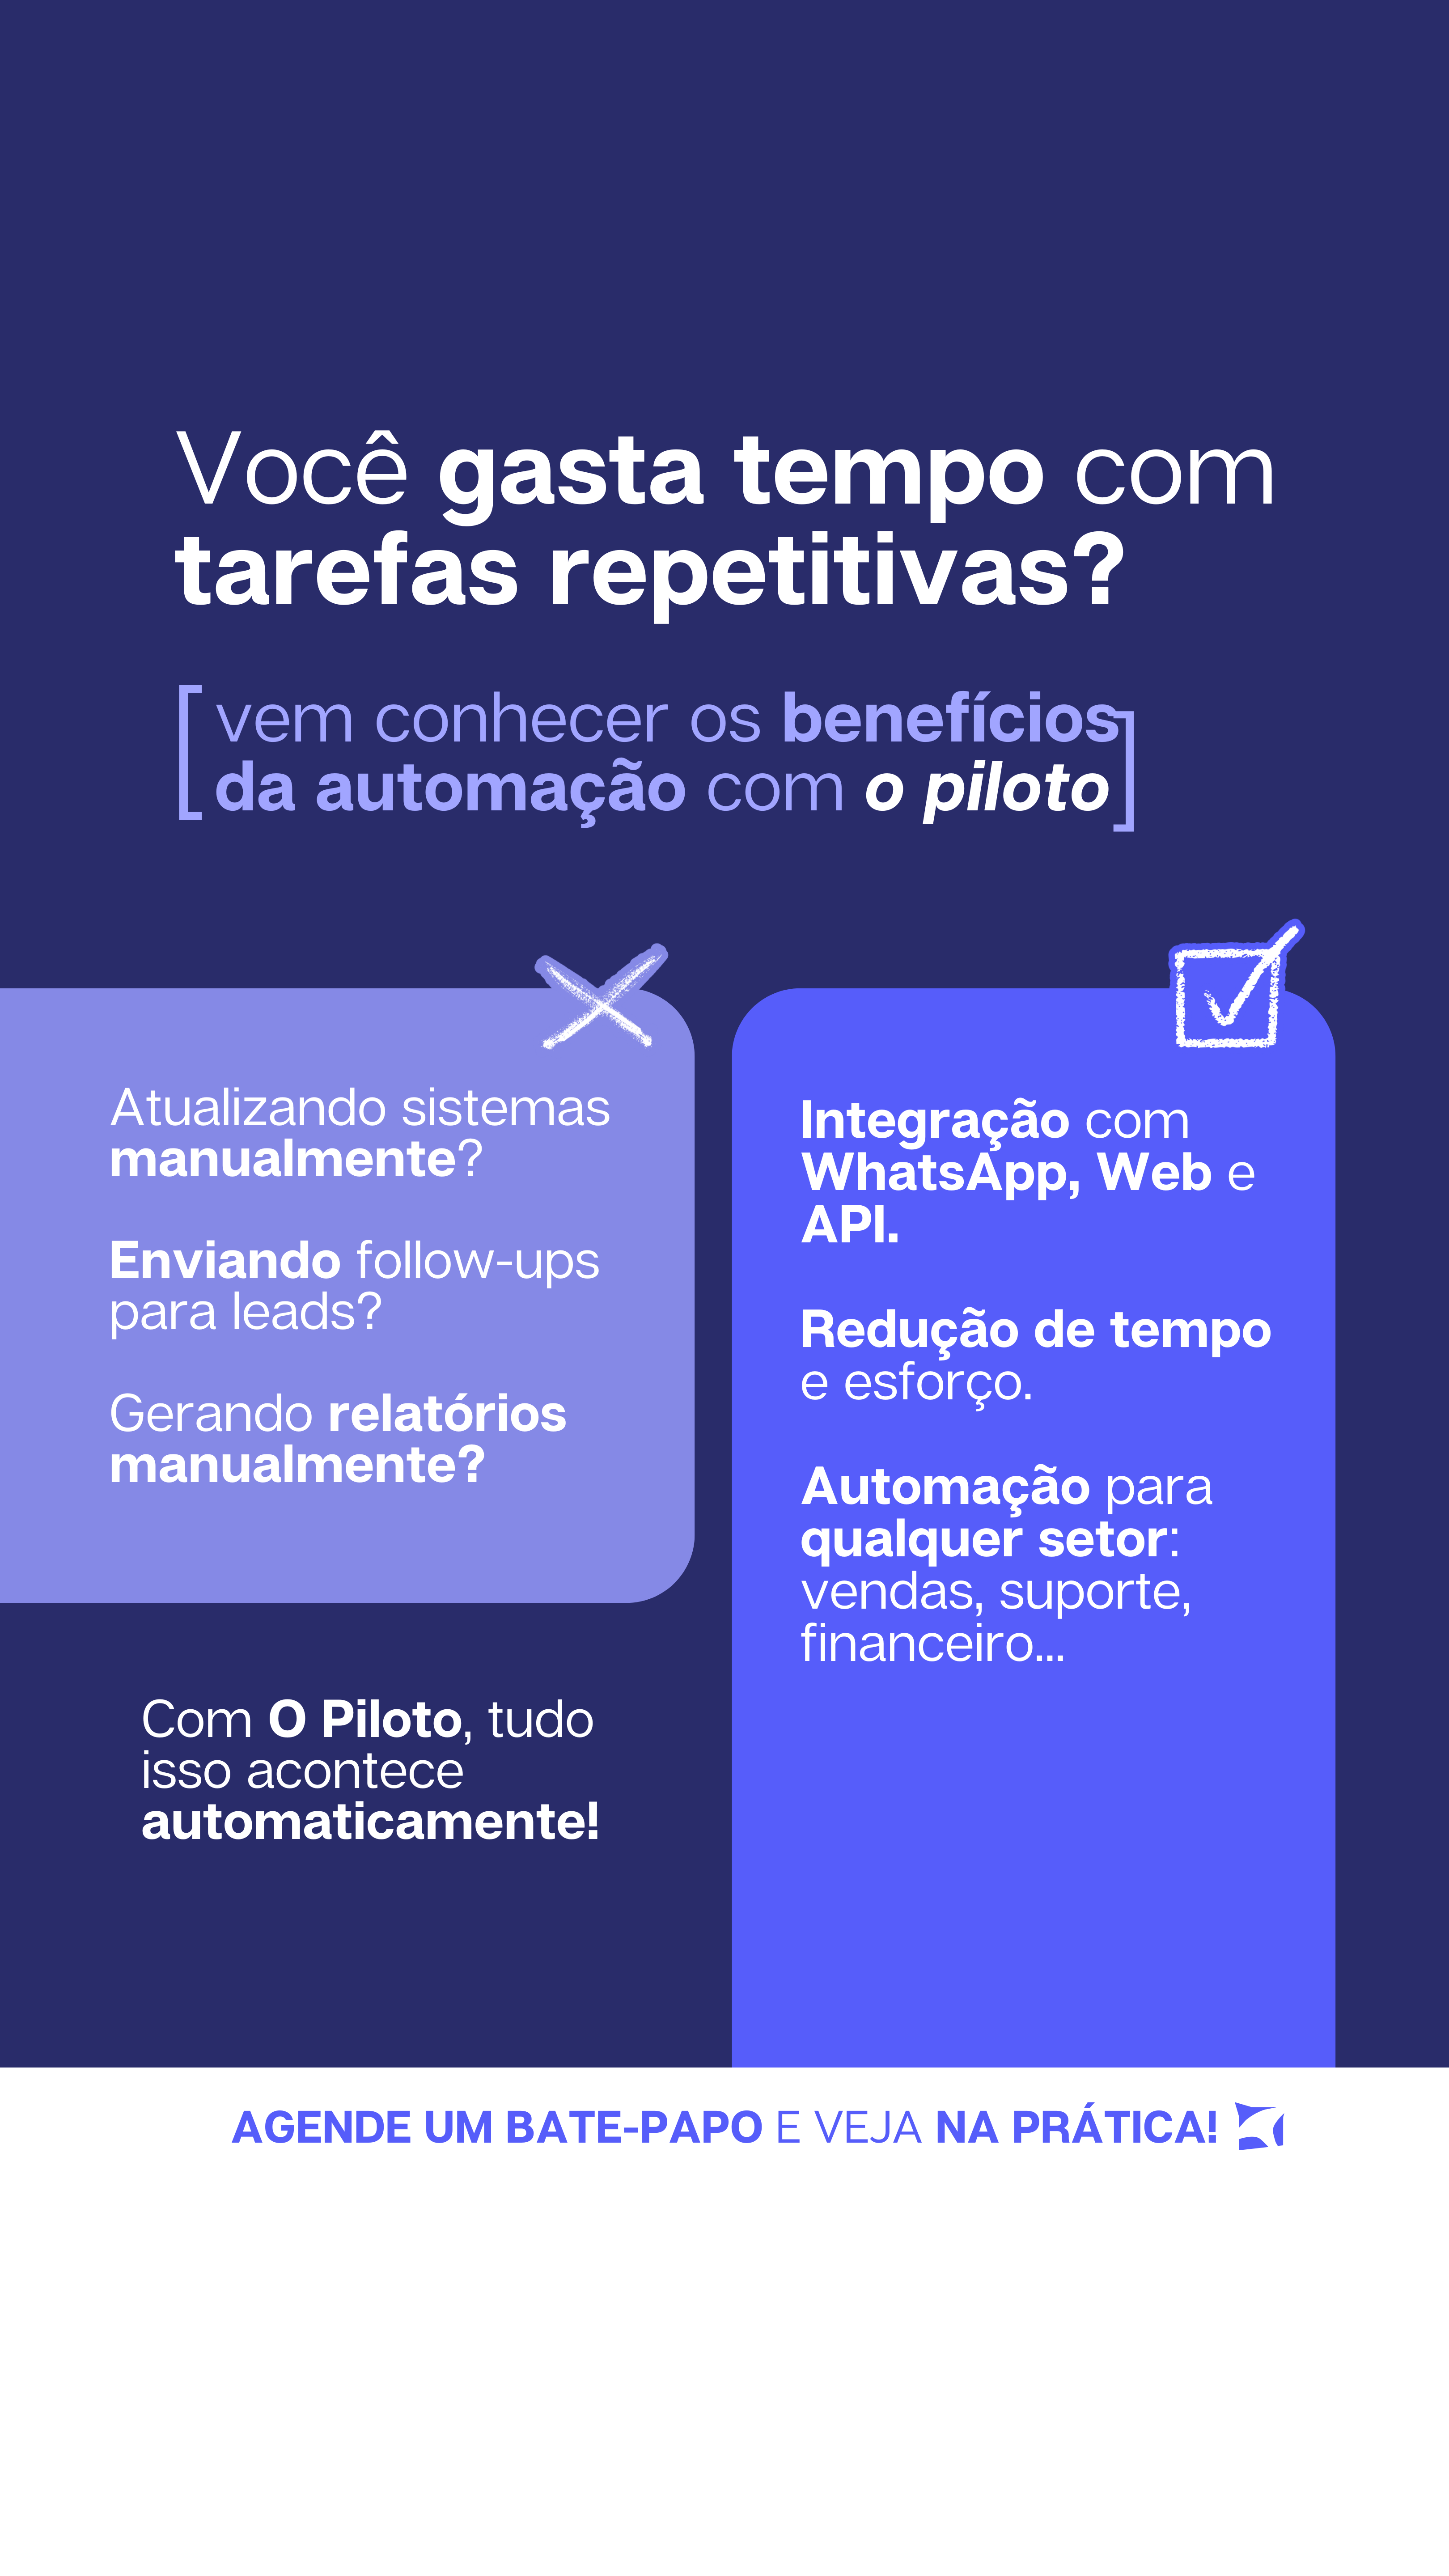 Você gasta tempo com
tarefas repetitivas?
[vem conhecer os benefícios
da automação com o piloto]
Atualizando sistemas
manualmente?
Enviando follow-ups
para leads?
Gerando relatórios
manualmente?
Com O Piloto, tudo
isso acontece
automaticamente!
Integração com
WhatsApp, Web e
API.
Redução de tempo
e esforço.
Automação para
qualquer setor:
vendas, suporte,
financeiro...
AGENDE UM BATE-PAPO E VEJA NA PRÁTICA!